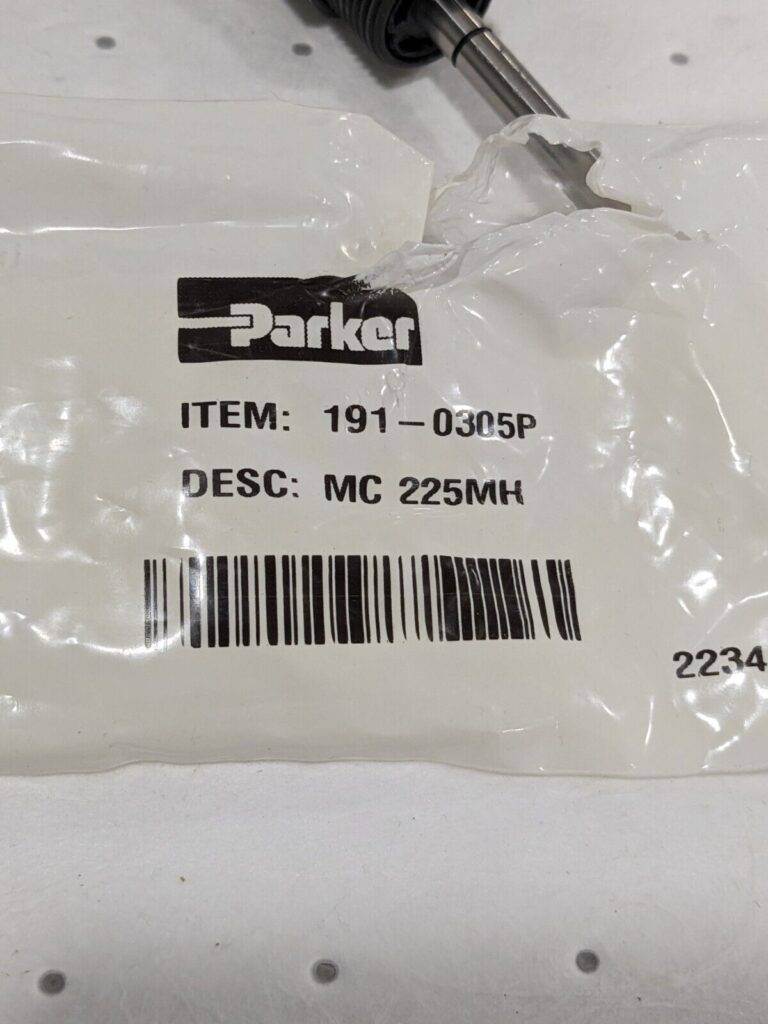 Parker
ITEM: 191-0305P
DESC: MC 225MH
2234